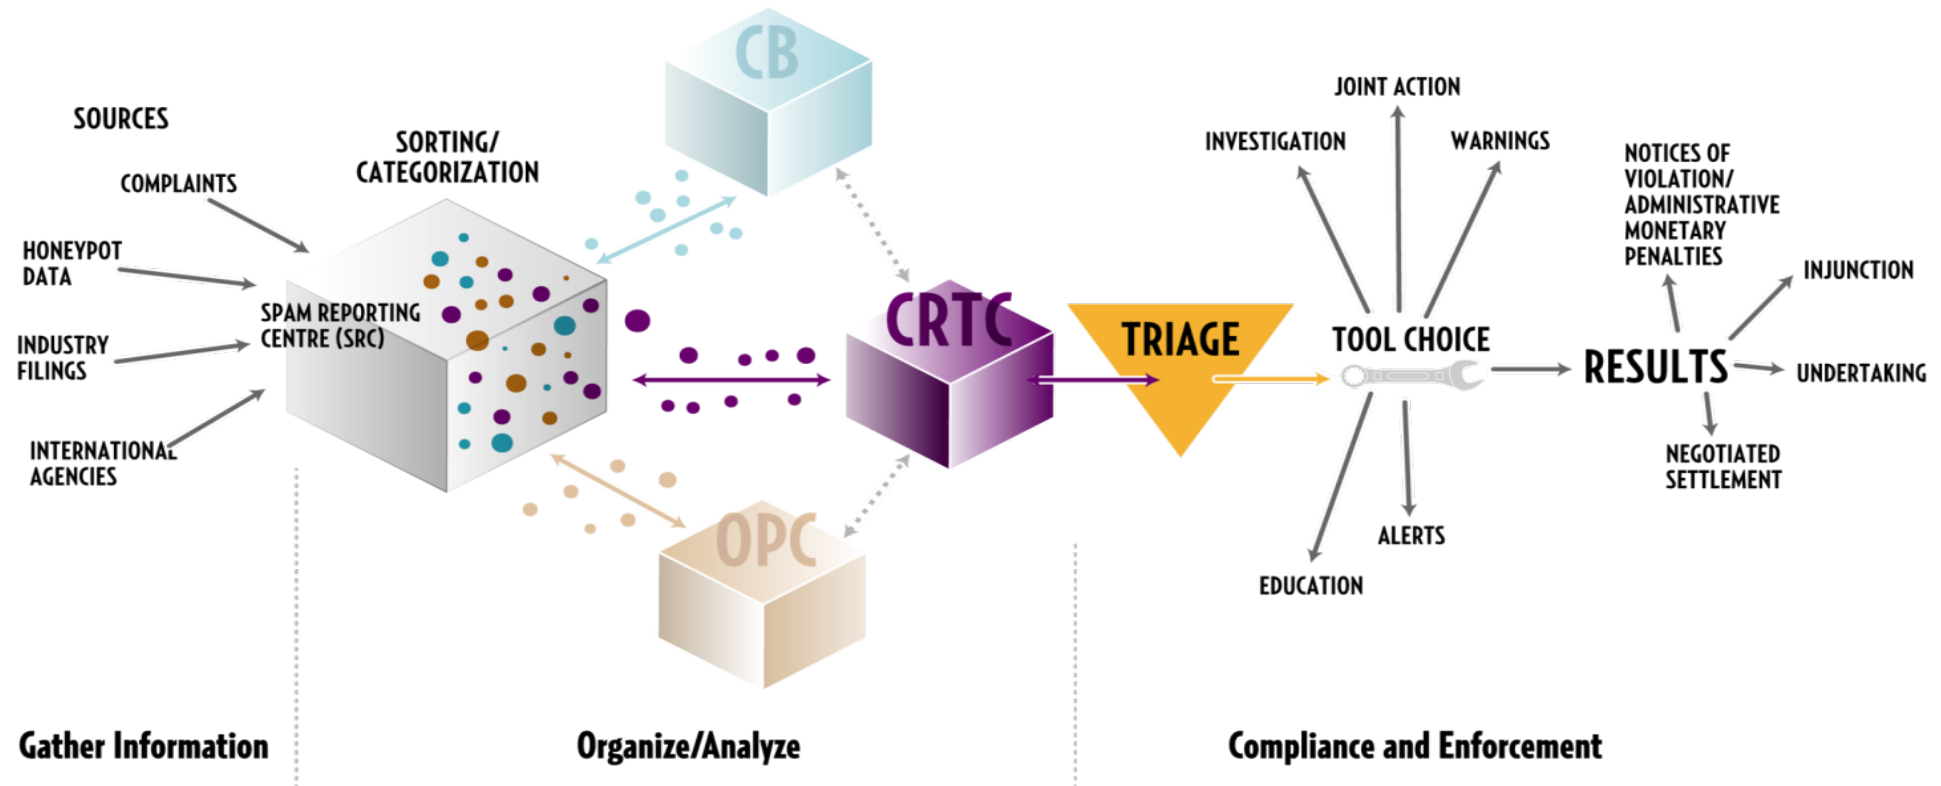 SOURCES
COMPLAINTS
HONEYPOT
DATA
INDUSTRY
FILINGS
INTERNATIONAL
AGENCIES
SORTING/
CATEGORIZATION
SPAM REPORTING
CENTRE (SRC)
CB
CRTC
OPC
TRIAGE
TOOL CHOICE
INVESTIGATION
JOINT ACTION
WARNINGS
EDUCATION
ALERTS
RESULTS
NOTICES OF
VIOLATION/
ADMINISTRATIVE
MONETARY
PENALTIES
INJUNCTION
UNDERTAKING
NEGOTIATED
SETTLEMENT
Gather Information
Organize/Analyze
Compliance and Enforcement